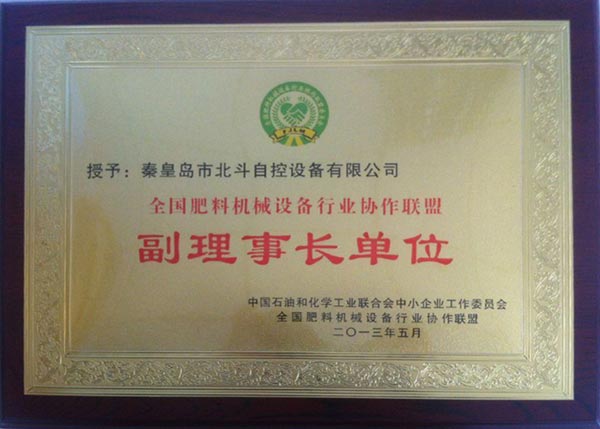 授予：秦皇岛市北斗自控设备有限公司
全国肥料机械设备行业协作联盟
副理事长单位
中国石油和化学工业联合会中小企业工作委员会
全国肥料机械设备行业协作联盟
二〇一三年五月